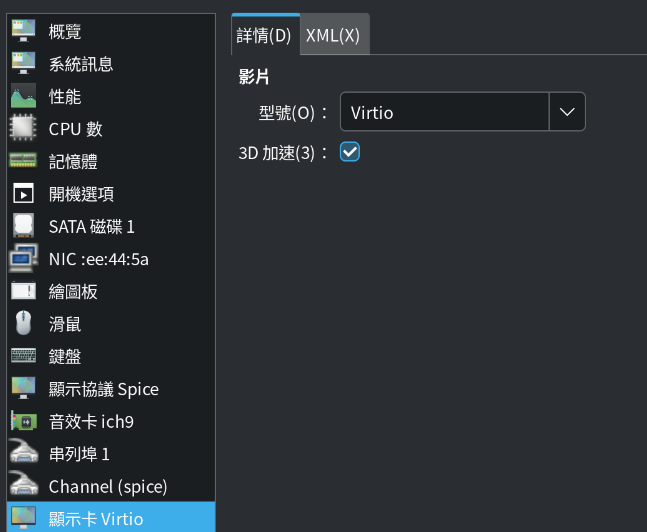 概覽
系統訊息
性能
CPU 數
記憶體
開機選項
SATA 磁碟 1
NIC :ee:44:5a
繪圖板
滑鼠
鍵盤
顯示協議 Spice
音效卡 ich9
串列埠 1
Channel (spice)
顯示卡 Virtio
詳情(D) XML(X)
影片
型號(O)： Virtio
3D 加速(3)：